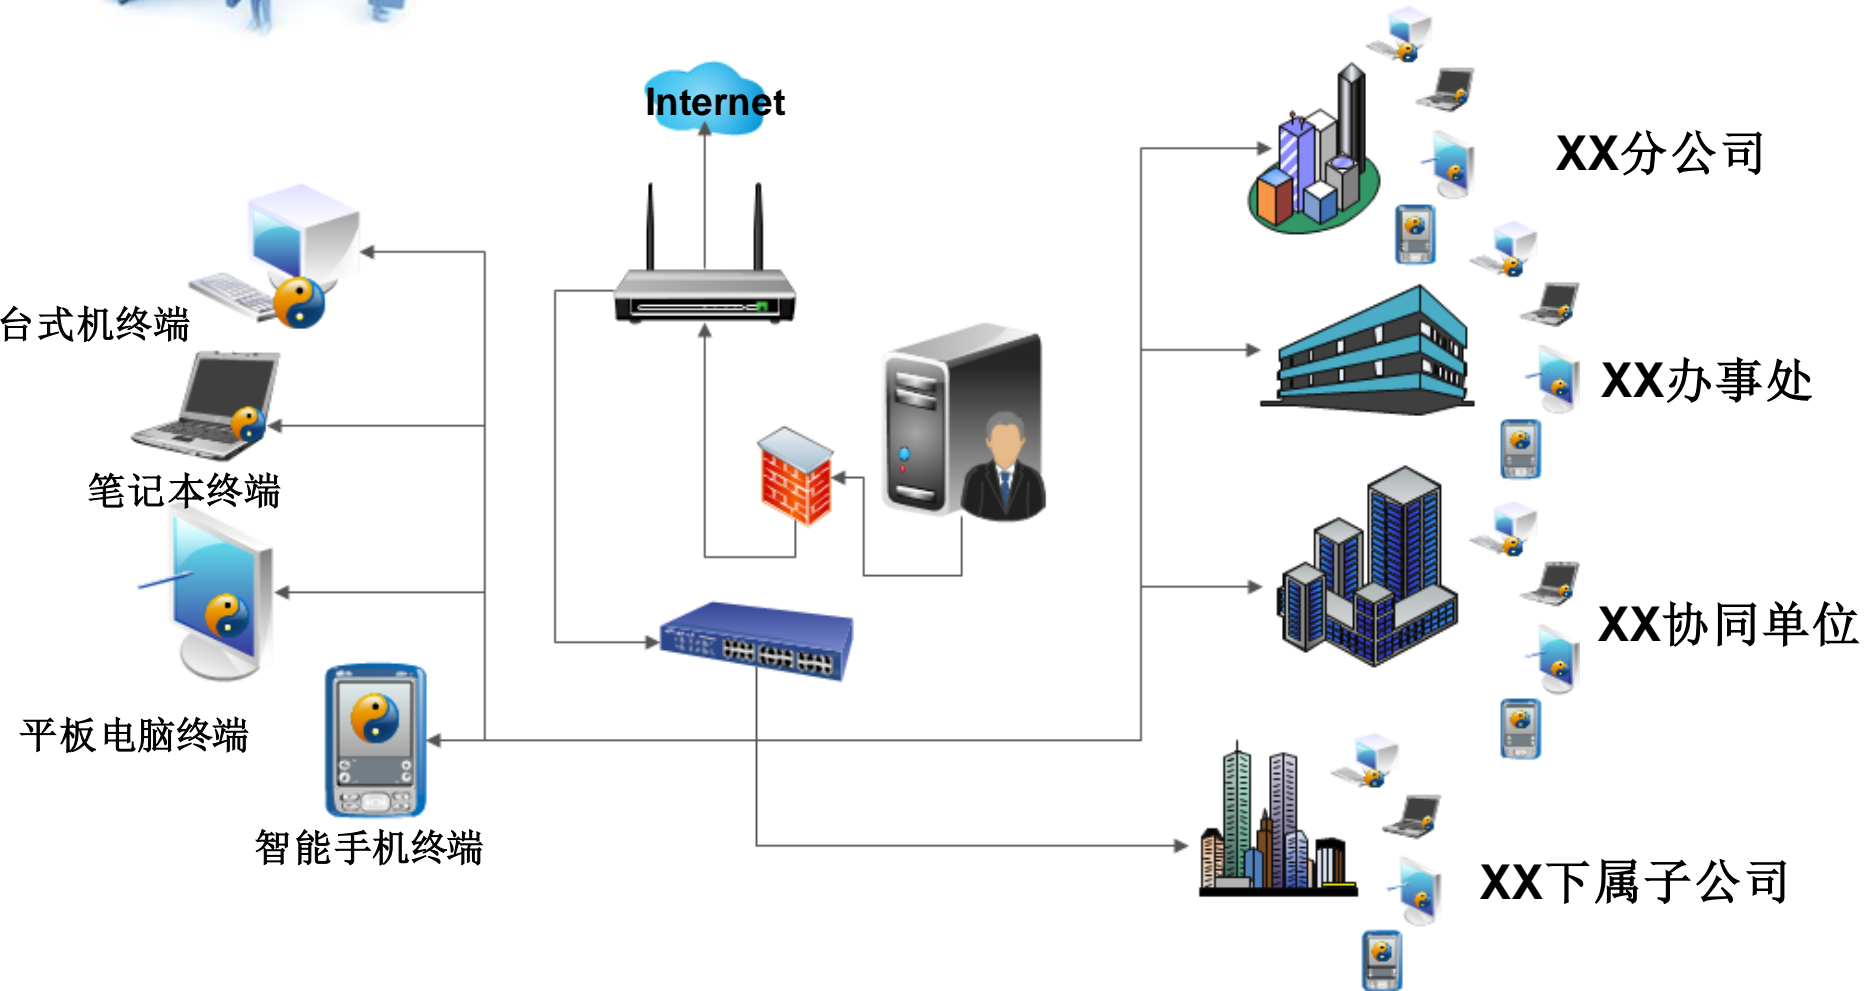 Internet
XX分公司
台式机终端
XX办事处
笔记本终端
XX协同单位
平板电脑终端
智能手机终端
XX下属子公司